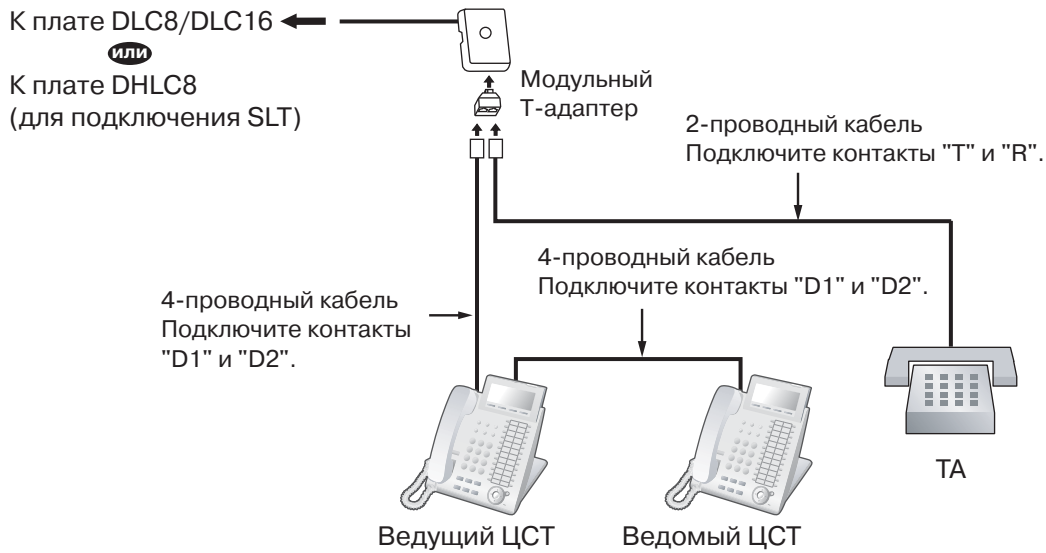 К плате DLC8/DLC16
или
К плате DHLC8
(для подключения SLT)
Модульный
Т-адаптер
2-проводный кабель
Подключите контакты "T" и "R".
4-проводный кабель
Подключите контакты "D1" и "D2".
4-проводный кабель
Подключите контакты
"D1" и "D2".
Ведущий ЦСТ
Ведомый ЦСТ
ТА